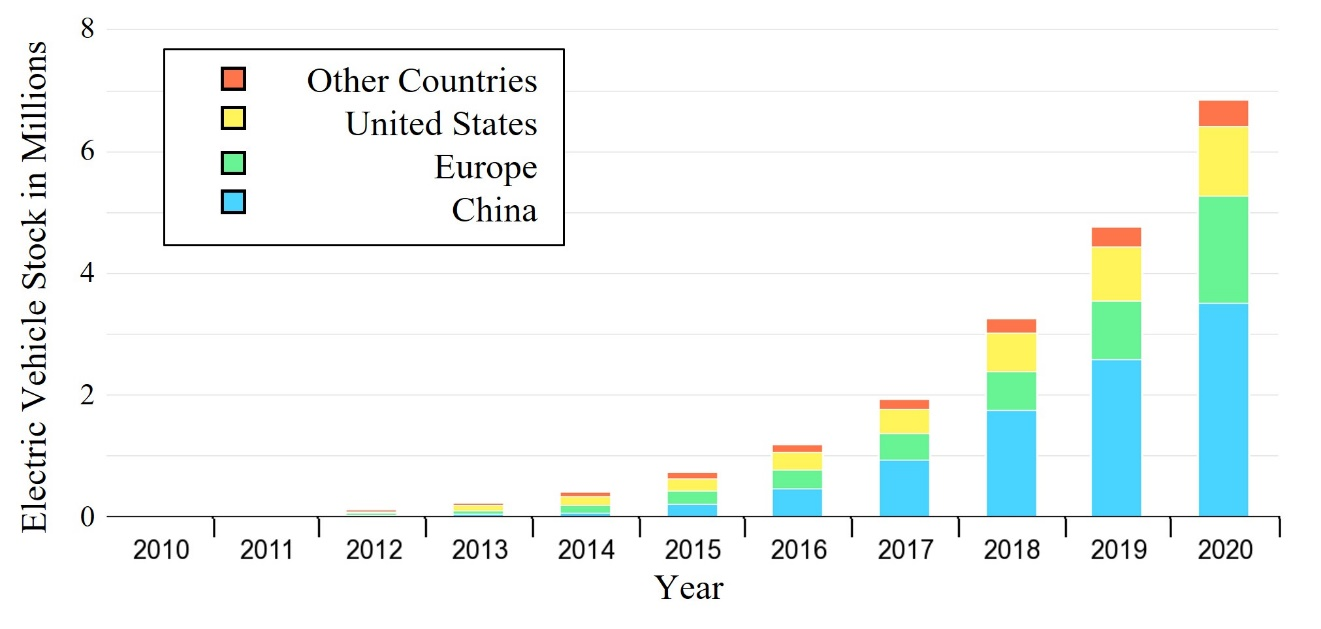 Electric Vehicle Stock in Millions
8
6
4
2
0
Other Countries
United States
Europe
China
2010 2011 2012 2013 2014 2015 2016 2017 2018 2019 2020
Year